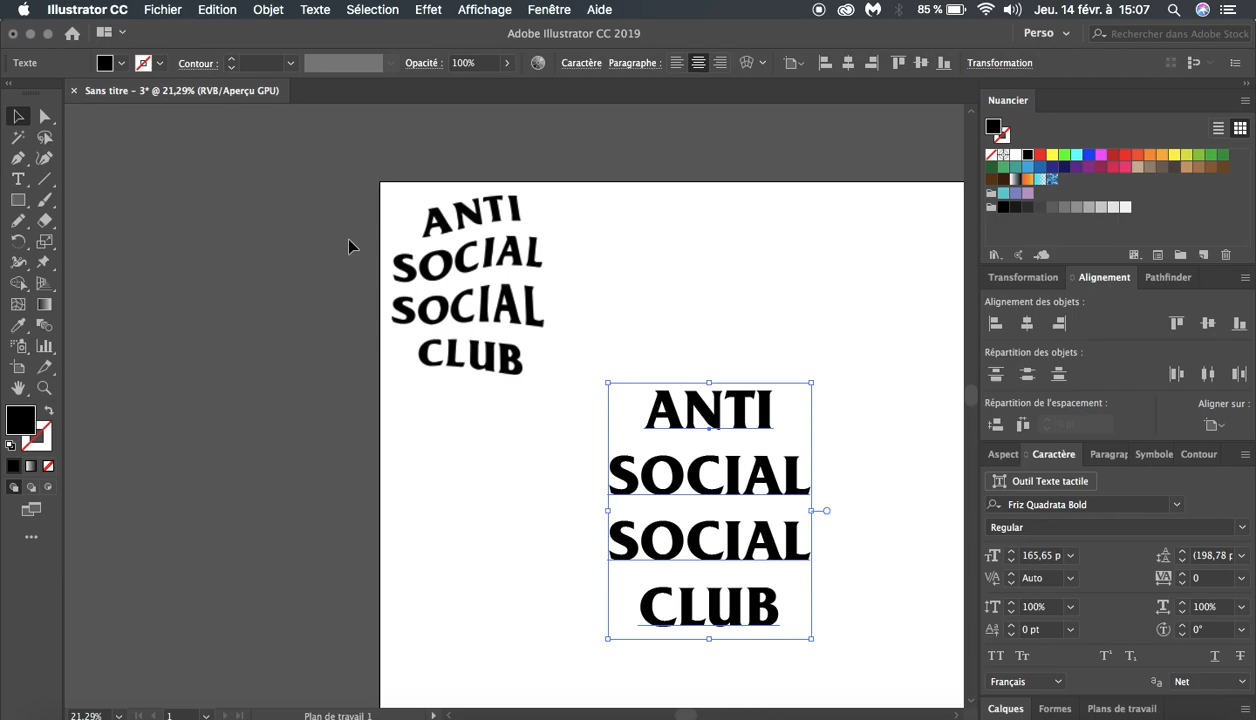 Illustrator CC Fichier Edition Objet Texte Sélection Effet Affichage Fenêtre Aide 85 % Jeu. 14 févr. à 15:07
Adobe Illustrator CC 2019 Perso Rechercher dans Adobe Stock
Texte Contour : Opacité : 100% Caractère Paragraphe : Transformation
× Sans titre – 3* @ 21,29% (RVB/Aperçu GPU)
Nuancier
ANTI
SOCIAL
SOCIAL
CLUB
ANTI
SOCIAL
SOCIAL
CLUB
Transformation Alignement Pathfinder
Alignement des objets :
Répartition des objets :
Répartition de l'espacement : Aligner sur :
0 pt
Aspect Caractère Paragrap Symbole Contour
Outil Texte tactile
Friz Quadrata Bold
Regular
165,65 p (198,78 p
Auto 0
100% 100%
0 pt 0°
Français Net
Calques Formes Plans de travail
21,29% 1 Plan de travail 1